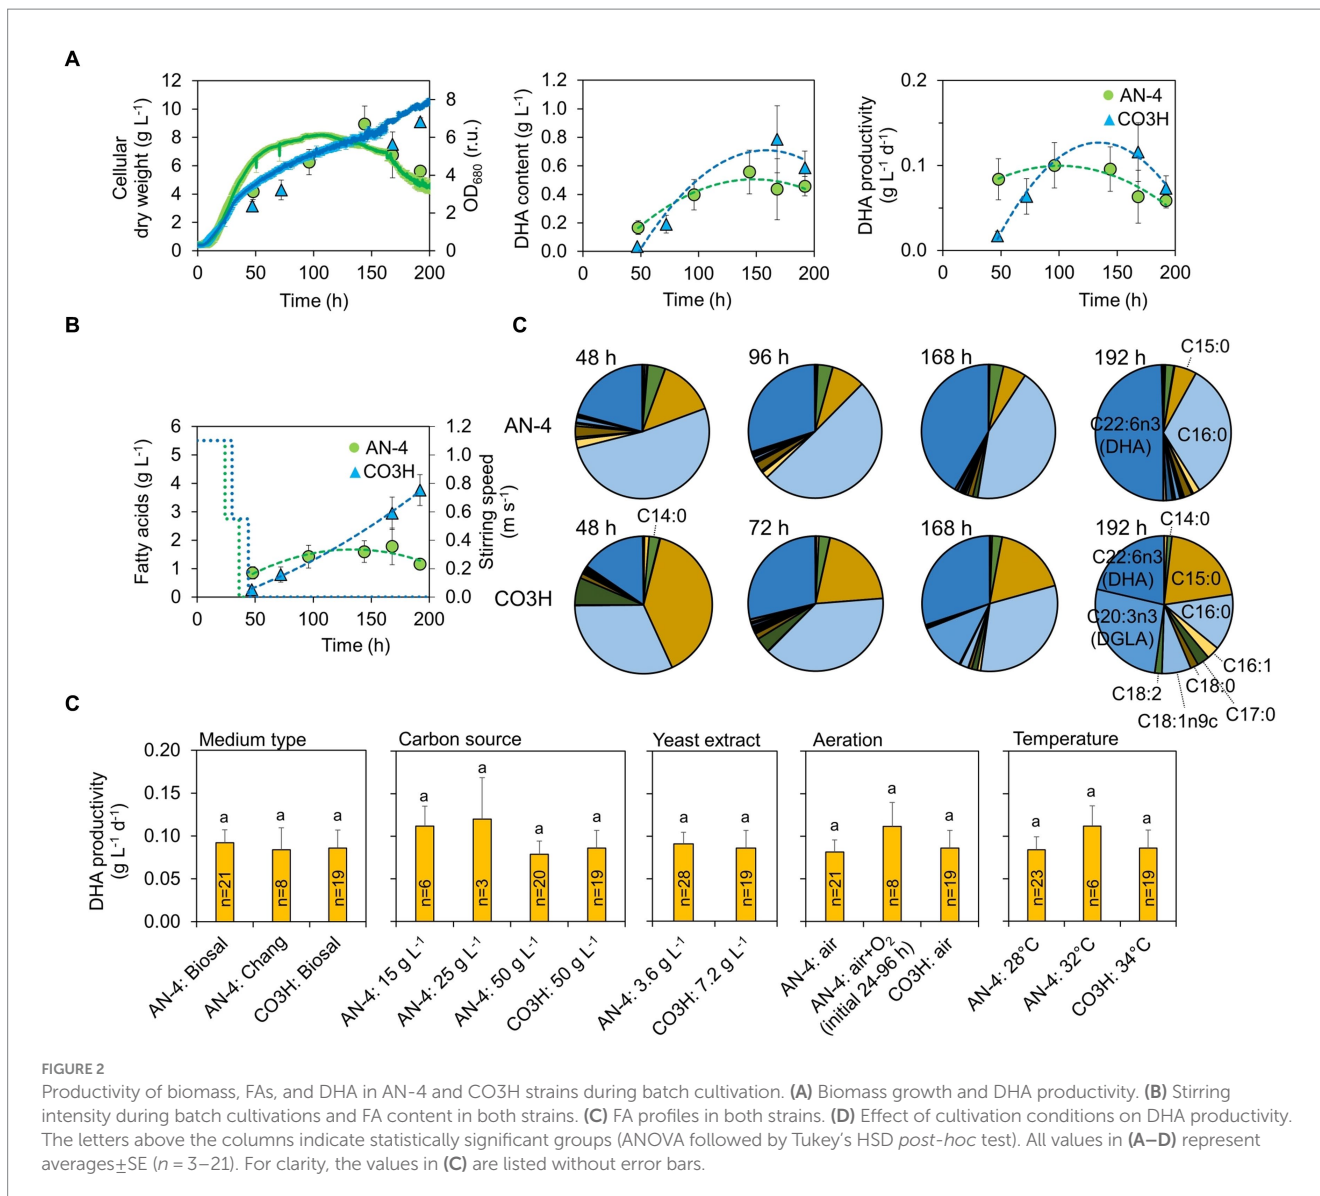 A
12
10
8
6
4
2
0
Cellular
dry weight (g L-1)
8
6
4
2
0
OD680 (r.u.)
0 50 100 150 200
Time (h)
1.2
1.0
0.8
0.6
0.4
0.2
0.0
DHA content (g L-1)
0 50 100 150 200
Time (h)
0.2
0.1
0.0
DHA productivity
(g L-1 d-1)
AN-4
CO3H
0 50 100 150 200
Time (h)
B
6
5
4
3
2
1
0
Fatty acids (g L-1)
AN-4
CO3H
1.2
1.0
0.8
0.6
0.4
0.2
0.0
Stirring speed
(m s-1)
0 50 100 150 200
Time (h)
C
48 h
96 h
168 h
192 h
C15:0
AN-4
C22:6n3
(DHA)
C16:0
48 h
C14:0
72 h
168 h
192 h
C14:0
CO3H
C22:6n3
(DHA)
C15:0
C20:3n3
(DGLA)
C16:0
C16:1
C18:2
C18:0
C18:1n9c
C17:0
C
Medium type
Carbon source
Yeast extract
Aeration
Temperature
0.20
0.15
0.10
0.05
0.00
DHA productivity
(g L-1 d-1)
a a a
n=21 n=8 n=19
a a a a
n=6 n=3 n=20 n=19
a a
n=28 n=19
a a a
n=21 n=8 n=19
a a a
n=23 n=6 n=19
AN-4: Biosal
AN-4: Chang
CO3H: Biosal
AN-4: 15 g L-1
AN-4: 25 g L-1
AN-4: 50 g L-1
CO3H: 50 g L-1
AN-4: 3.6 g L-1
CO3H: 7.2 g L-1
AN-4: air
AN-4: air+O2
(initial 24-96 h)
CO3H: air
AN-4: 28°C
AN-4: 32°C
CO3H: 34°C
FIGURE 2
Productivity of biomass, FAs, and DHA in AN-4 and CO3H strains during batch cultivation. (A) Biomass growth and DHA productivity. (B) Stirring
intensity during batch cultivations and FA content in both strains. (C) FA profiles in both strains. (D) Effect of cultivation conditions on DHA productivity.
The letters above the columns indicate statistically significant groups (ANOVA followed by Tukey's HSD post-hoc test). All values in (A–D) represent
averages±SE (n = 3–21). For clarity, the values in (C) are listed without error bars.